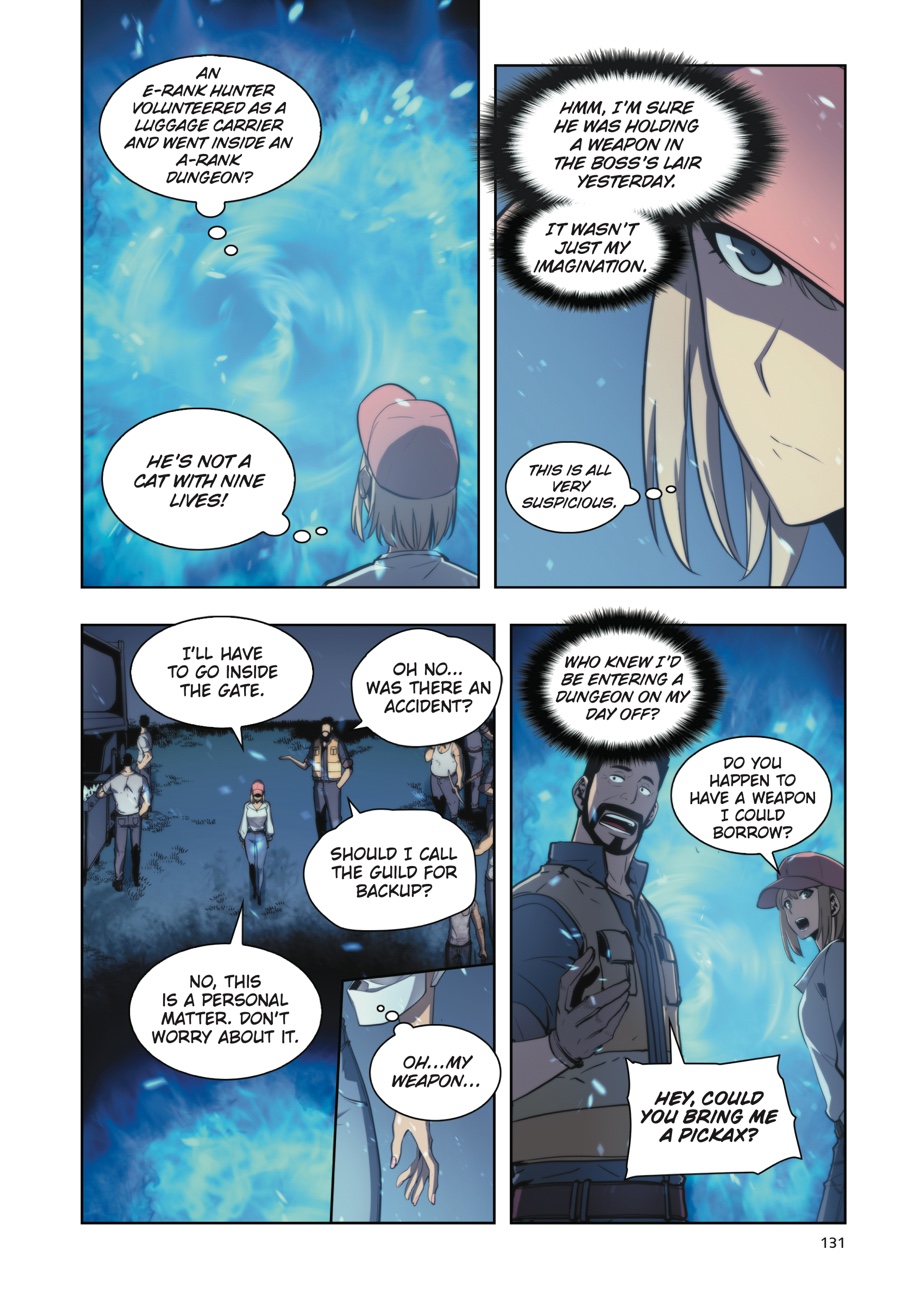 AN
E-RANK HUNTER
VOLUNTEERED AS A
LUGGAGE CARRIER
AND WENT INSIDE AN
A-RANK
DUNGEON?
HE'S NOT A
CAT WITH NINE
LIVES!
HMM, I'M SURE
HE WAS HOLDING
A WEAPON IN
THE BOSS'S LAIR
YESTERDAY.
IT WASN'T
JUST MY
IMAGINATION.
THIS IS ALL
VERY
SUSPICIOUS.
I'LL HAVE
TO GO INSIDE
THE GATE.
OH NO...
WAS THERE AN
ACCIDENT?
SHOULD I CALL
THE GUILD FOR
BACKUP?
NO, THIS
IS A PERSONAL
MATTER. DON'T
WORRY ABOUT IT.
OH...MY
WEAPON...
WHO KNEW I'D
BE ENTERING A
DUNGEON ON MY
DAY OFF?
DO YOU
HAPPEN TO
HAVE A WEAPON
I COULD
BORROW?
HEY, COULD
YOU BRING ME
A PICKAX?
131